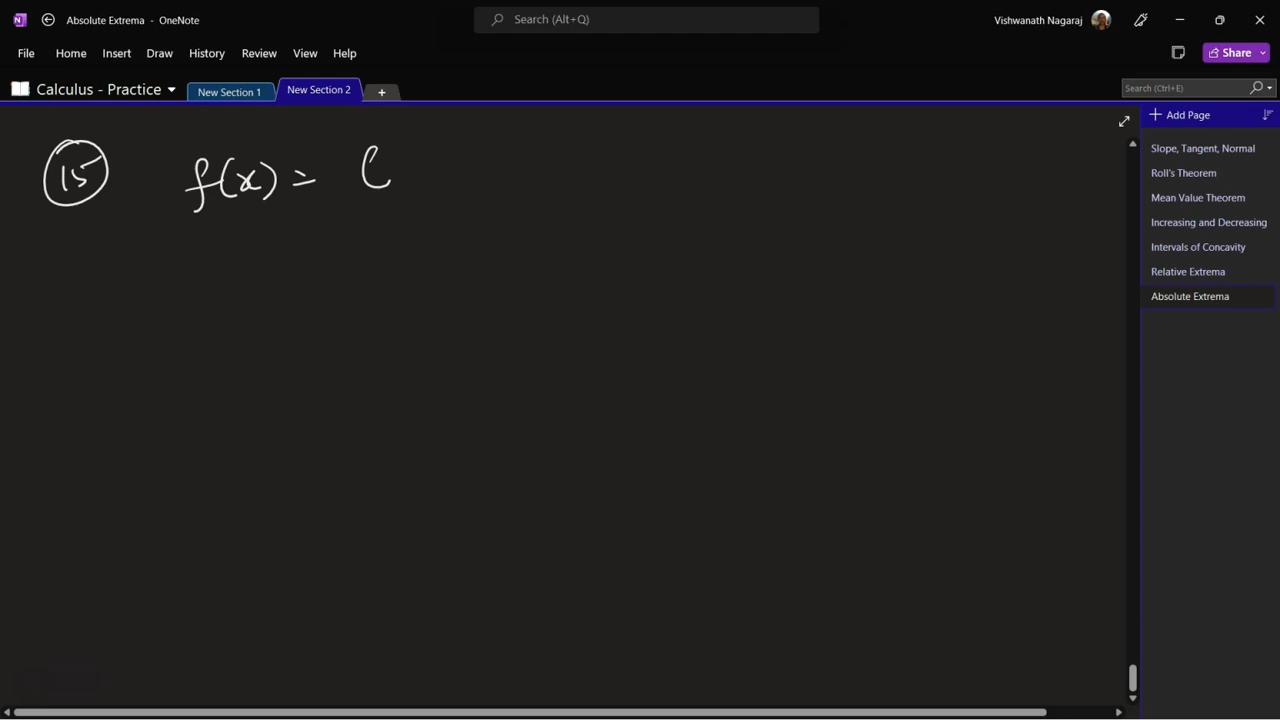 Absolute Extrema - OneNote
Search (Alt+Q)
Vishwanath Nagaraj
File Home Insert Draw History Review View Help
Share
Calculus - Practice
New Section 1
New Section 2
+
Search (Ctrl+E)
15 f(x) = (
Add Page
Slope, Tangent, Normal
Roll's Theorem
Mean Value Theorem
Increasing and Decreasing
Intervals of Concavity
Relative Extrema
Absolute Extrema